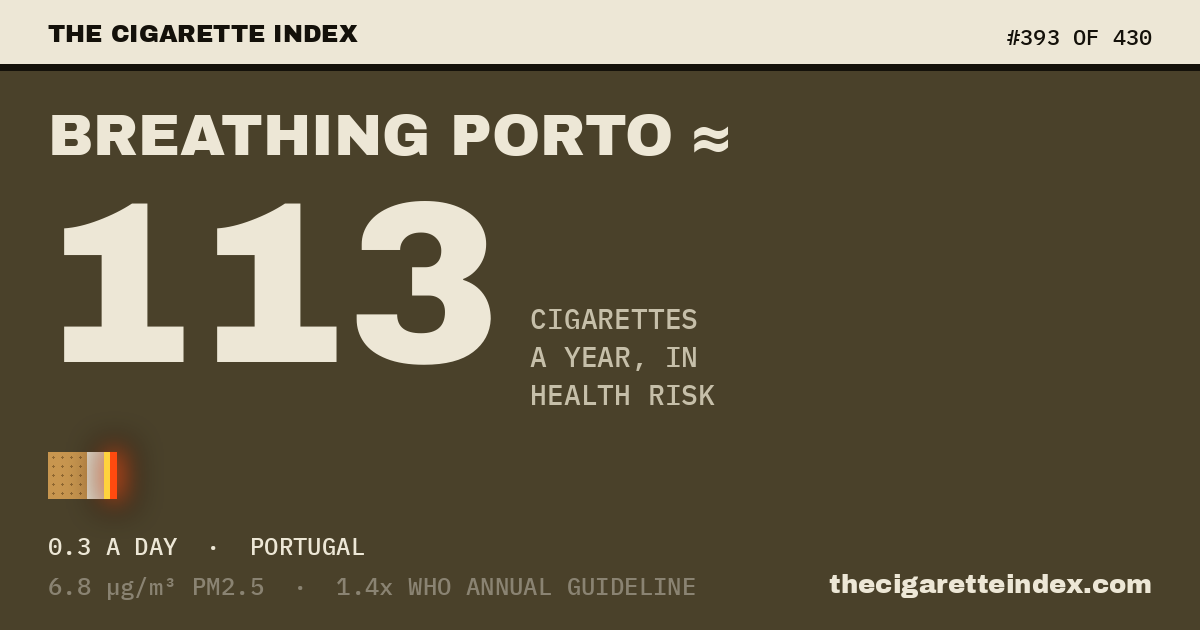 THE CIGARETTE INDEX
#393 OF 430
BREATHING PORTO ≈
113
CIGARETTES
A YEAR, IN
HEALTH RISK
0.3 A DAY · PORTUGAL
6.8 µg/m³ PM2.5 · 1.4x WHO ANNUAL GUIDELINE
thecigaretteindex.com